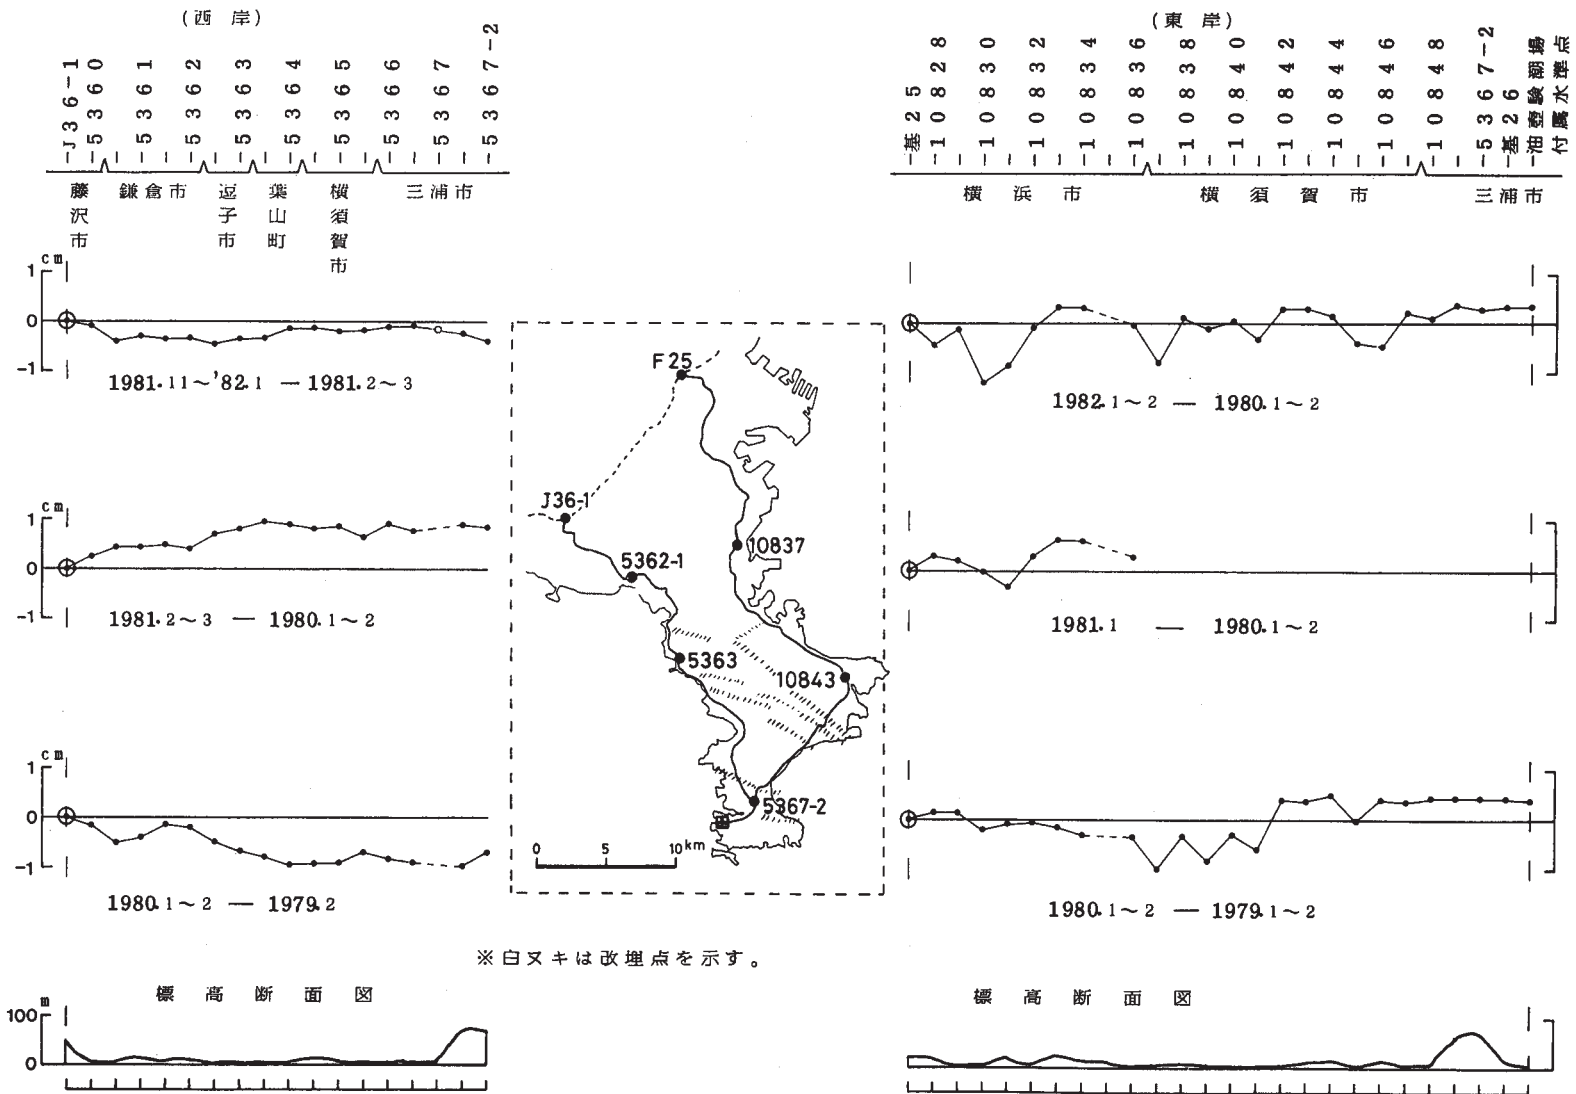 (西 岸)
J36-1
5360
5361
5362
5363
5364
5365
5366
5367
5367-2
藤沢市
鎌倉市
逗子市
葉山町
横須賀市
三浦市
cm
1
0
-1
1981.11～'82.1 — 1981.2～3
cm
1
0
-1
1981.2～3 — 1980.1～2
cm
1
0
-1
1980.1～2 — 1979.2
F25
J36-1
5362-1
10837
5363
10843
5367-2
0 5 10km
(東 岸)
基25
10828
10830
10832
10834
10836
10838
10840
10842
10844
10846
10848
5367-2
基26
油壺験潮場
付属水準点
横浜市
横須賀市
三浦市
1982.1～2 — 1980.1～2
1981.1 — 1980.1～2
1980.1～2 — 1979.1～2
※白ヌキは改埋点を示す。
標高断面図
m
100
0
標高断面図